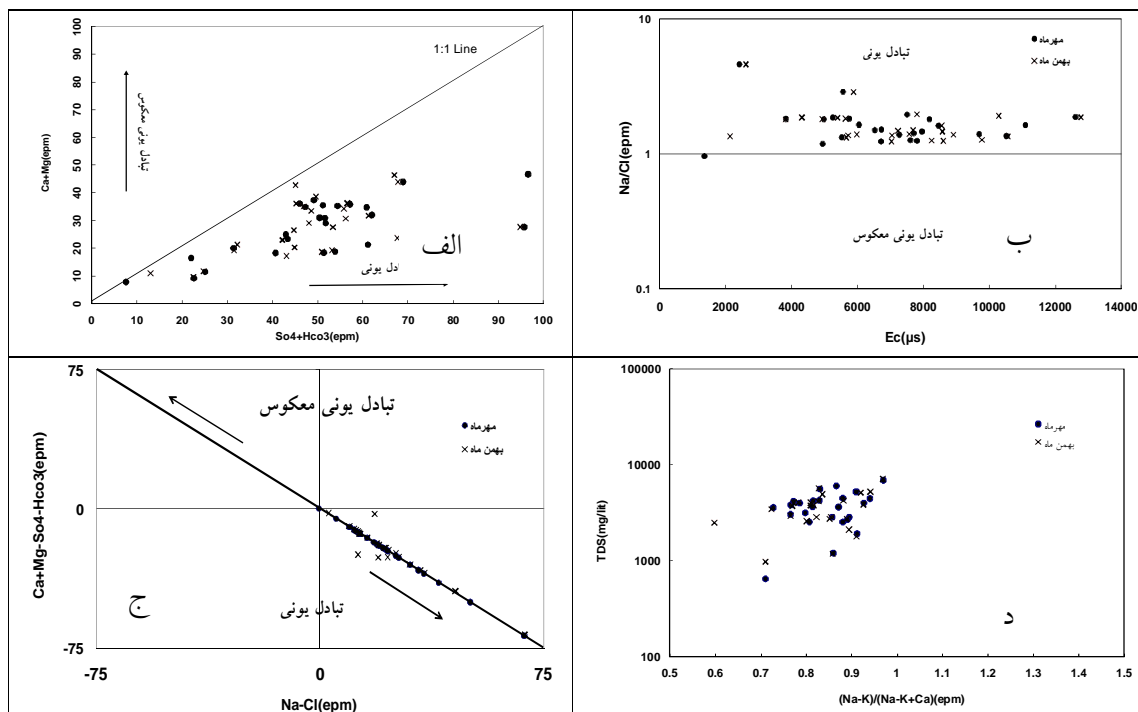 100
90
80
70
60
50
40
30
20
10
0
Ca+Mg(epm)
1:1 Line
تبادل یونی معکوس
الف
ادل یونی
0 10 20 30 40 50 60 70 80 90 100
So4+Hco3(epm)
10
1
0.1
Na/Cl(epm)
تبادل یونی
مهرماه
بهمن ماه
تبادل یونی معکوس
ب
0 2000 4000 6000 8000 10000 12000 14000
Ec(µs)
75
0
-75
Ca+Mg-So4-Hco3(epm)
تبادل یونی معکوس
مهرماه
بهمن ماه
ج
تبادل یونی
-75 0 75
Na-Cl(epm)
100000
10000
1000
100
TDS(mg/lit)
مهرماه
بهمن ماه
د
0.5 0.6 0.7 0.8 0.9 1 1.1 1.2 1.3 1.4 1.5
(Na-K)/(Na-K+Ca)(epm)